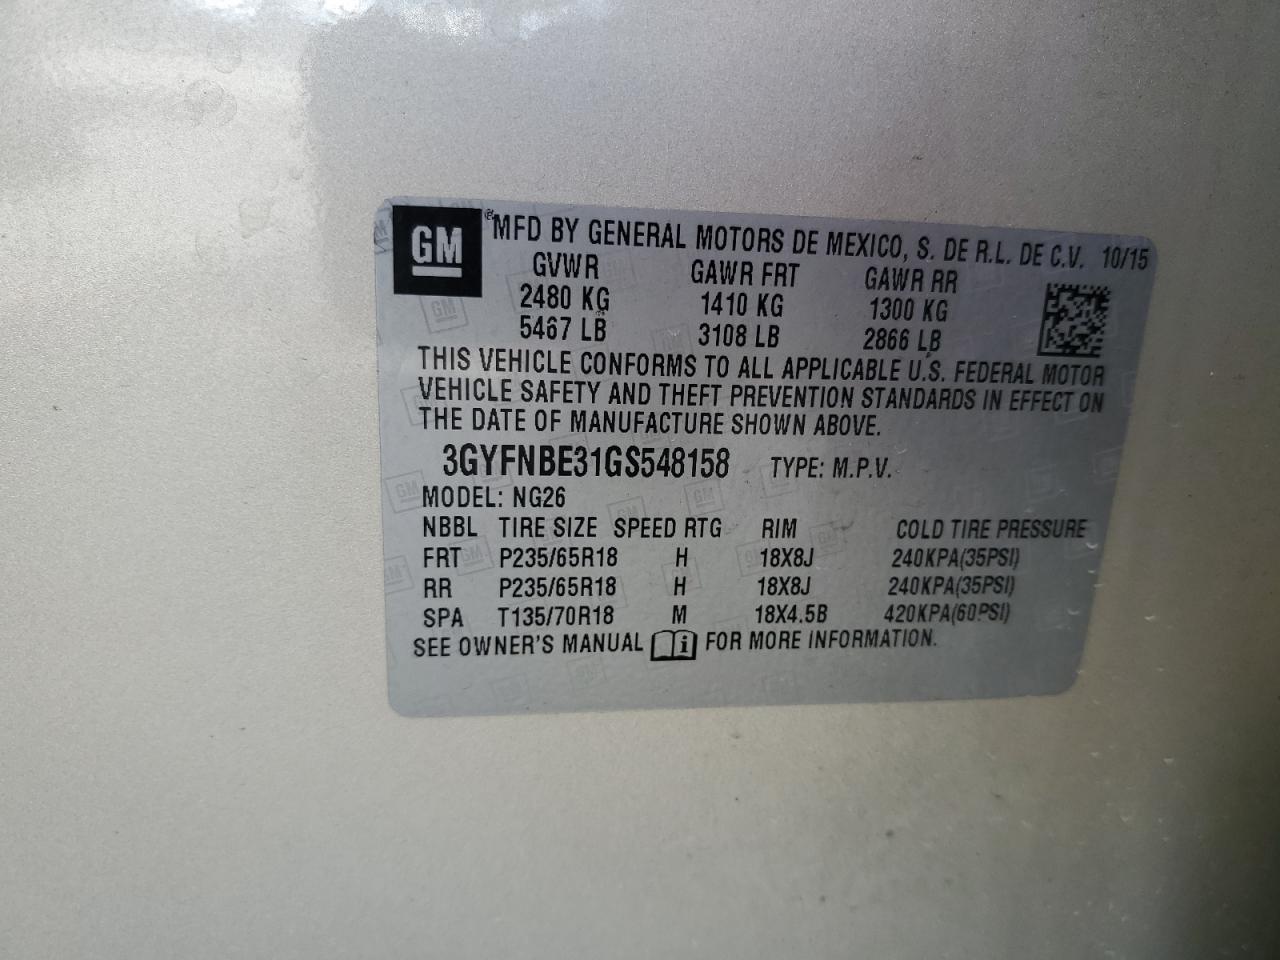 GM ® MFD BY GENERAL MOTORS DE MEXICO, S. DE R.L. DE C.V. 10/15
GVWR GAWR FRT GAWR RR
2480 KG 1410 KG 1300 KG
5467 LB 3108 LB 2866 LB
THIS VEHICLE CONFORMS TO ALL APPLICABLE U.S. FEDERAL MOTOR
VEHICLE SAFETY AND THEFT PREVENTION STANDARDS IN EFFECT ON
THE DATE OF MANUFACTURE SHOWN ABOVE.
3GYFNBE31GS548158 TYPE: M.P.V.
MODEL: NG26
NBBL TIRE SIZE SPEED RTG RIM COLD TIRE PRESSURE
FRT P235/65R18 H 18X8J 240KPA(35PSI)
RR P235/65R18 H 18X8J 240KPA(35PSI)
SPA T135/70R18 M 18X4.5B 420KPA(60PSI)
SEE OWNER'S MANUAL i FOR MORE INFORMATION.